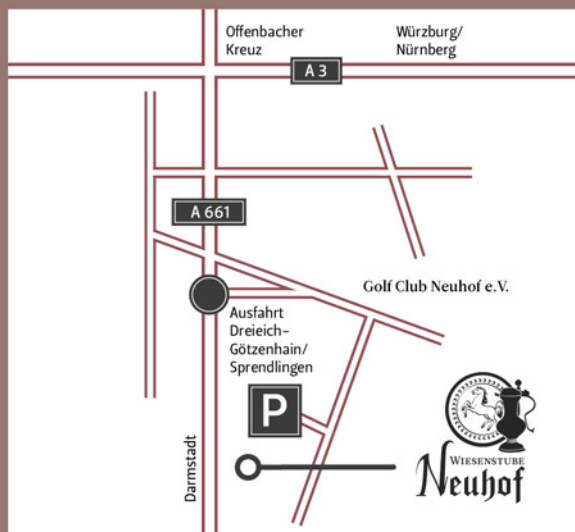 Offenbacher
Kreuz
Würzburg/
Nürnberg
A 3
A 661
Golf Club Neuhof e.V.
Ausfahrt
Dreieich-
Götzenhain/
Sprendlingen
P
Darmstadt
WIESENSTUBE
Neuhof